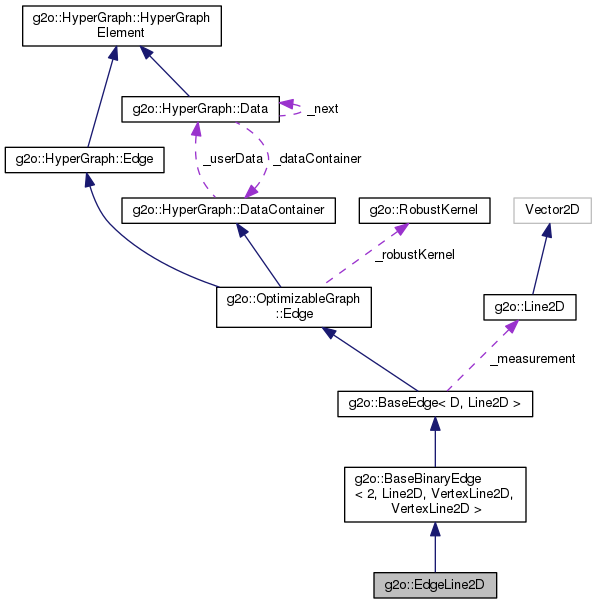 g2o::HyperGraph::HyperGraph
Element
g2o::HyperGraph::Data
_next
g2o::HyperGraph::Edge
_userData
_dataContainer
g2o::HyperGraph::DataContainer
g2o::RobustKernel
Vector2D
_robustKernel
g2o::OptimizableGraph
::Edge
g2o::Line2D
_measurement
g2o::BaseEdge< D, Line2D >
g2o::BaseBinaryEdge
< 2, Line2D, VertexLine2D,
VertexLine2D >
g2o::EdgeLine2D